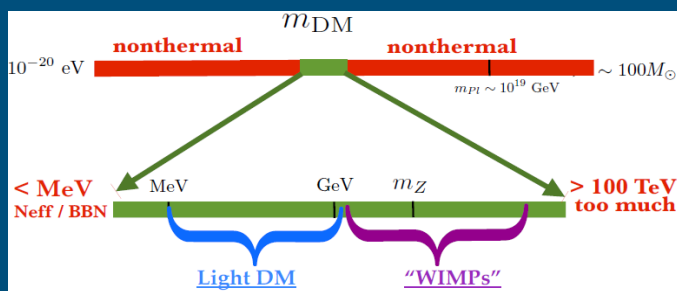 m_DM
nonthermal nonthermal
10^-20 eV ~ 100M_⊙
m_Pl ~ 10^19 GeV
< MeV MeV GeV m_Z > 100 TeV
Neff / BBN too much
Light DM “WIMPs”